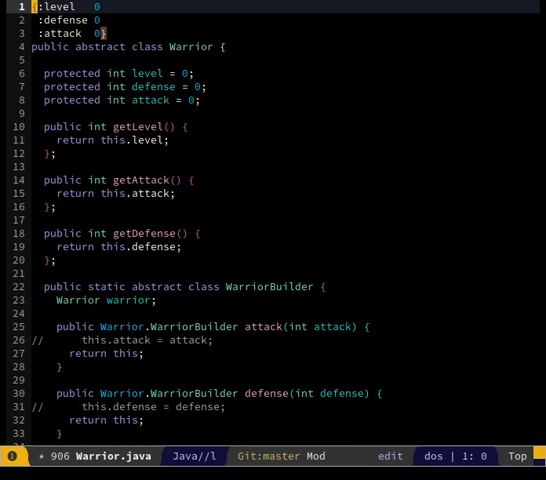 1 {:level   0
2  :defense 0
3  :attack  0}
4 public abstract class Warrior {
5
6   protected int level = 0;
7   protected int defense = 0;
8   protected int attack = 0;
9
10   public int getLevel() {
11     return this.level;
12   };
13
14   public int getAttack() {
15     return this.attack;
16   };
17
18   public int getDefense() {
19     return this.defense;
20   };
21
22   public static abstract class WarriorBuilder {
23     Warrior warrior;
24
25     public Warrior.WarriorBuilder attack(int attack) {
26 //      this.attack = attack;
27       return this;
28     }
29
30     public Warrior.WarriorBuilder defense(int defense) {
31 //      this.defense = defense;
32       return this;
33     }
1 * 906 Warrior.java Java//l Git:master Mod edit dos | 1: 0 Top